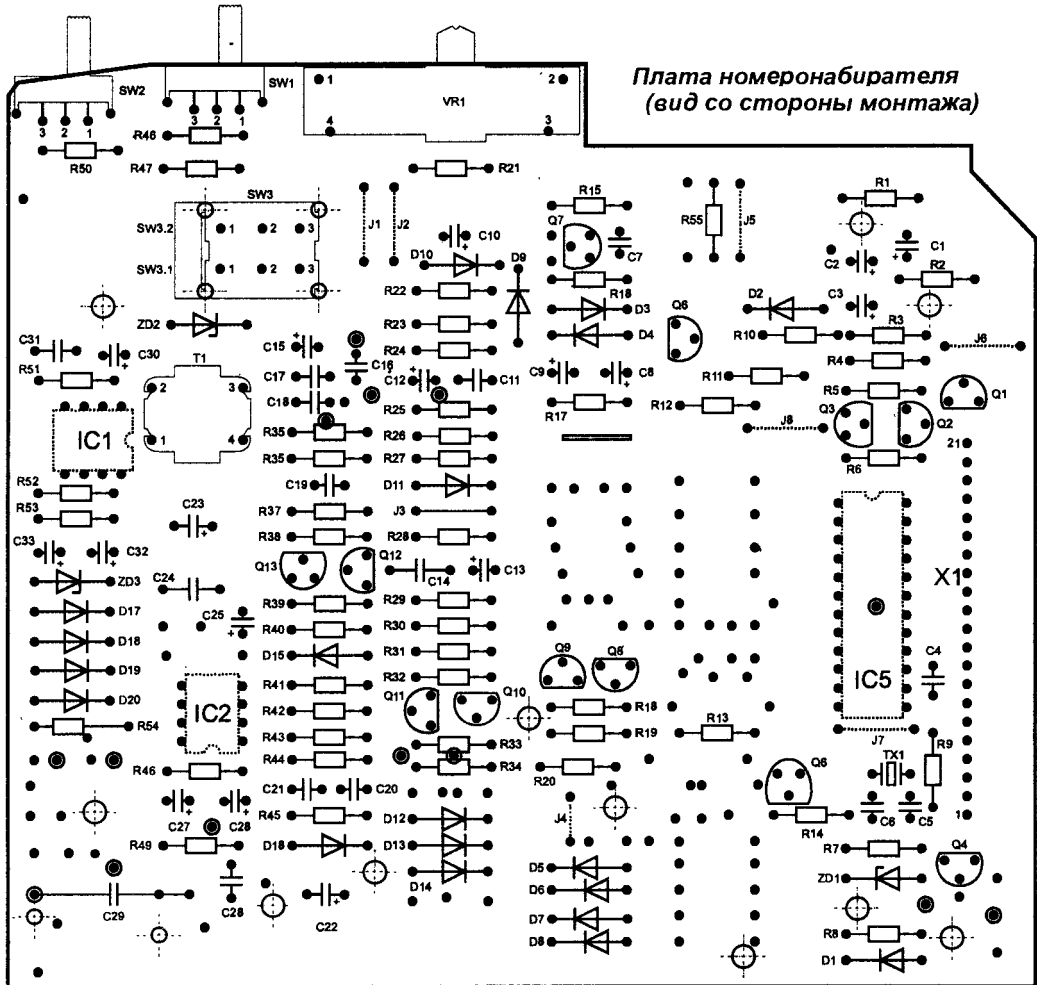 Плата номеронабирателя
(вид со стороны монтажа)
SW2
SW1
1
2
VR1
4
3
3 2 1
3 2 1
R46
R50
R47
R21
SW3
SW3.2
1 2 3
SW3.1
1 2 3
J1
J2
R15
Q7
C7
R18
R55
J5
R1
C1
C2
R2
C10
D10
D9
R22
R23
R24
D3
D4
Q6
D2
R10
C3
R3
R4
J6
ZD2
C31
C30
R51
T1
2
3
1
4
C15
C17
C16
C18
C12
C11
C9
C8
R17
R11
R12
R5
Q3
Q2
Q1
J8
R6
21
IC1
R35
R35
R25
R26
R27
C19
D11
R52
R53
C23
R37
R38
J3
R28
C33
C32
Q13
Q12
C14
C13
ZD3
C24
X1
D17
D18
D19
D20
R54
C25
R39
R40
D15
R41
R42
R43
R44
R29
R30
R31
R32
Q11
Q10
R33
R34
Q9
Q8
R18
R19
R20
R13
IC5
C4
J7
IC2
R46
C27
C28
R49
C21
C20
R45
D18
D12
D13
D14
J4
Q6
R14
TX1
R9
C6
C5
1
R7
Q4
ZD1
C29
C28
C22
D5
D6
D7
D8
R8
D1